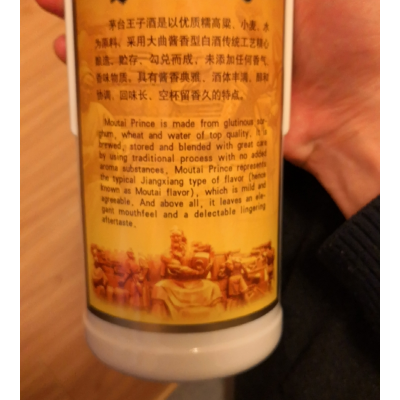 茅台王子酒是以优质糯高粱、小麦、水
为原料，采用大曲酱香型白酒传统工艺精心
酿造、贮存、勾兑而成，未添加任何香气、
香味物质。具有酱香典雅、酒体丰满、醇和
协调、回味长、空杯留香久的特点。
Moutai Prince is made from glutinous sor-
ghum, wheat and water of top quality. It is
brewed, stored and blended with great care
by using traditional process with no added
aroma substances. Moutai Prince represents
the typical Jiangxiang type of flavor (hence
known as Moutai flavor), which is mild and
agreeable. And above all, it leaves an ele-
gant mouthfeel and a delectable lingering
aftertaste.